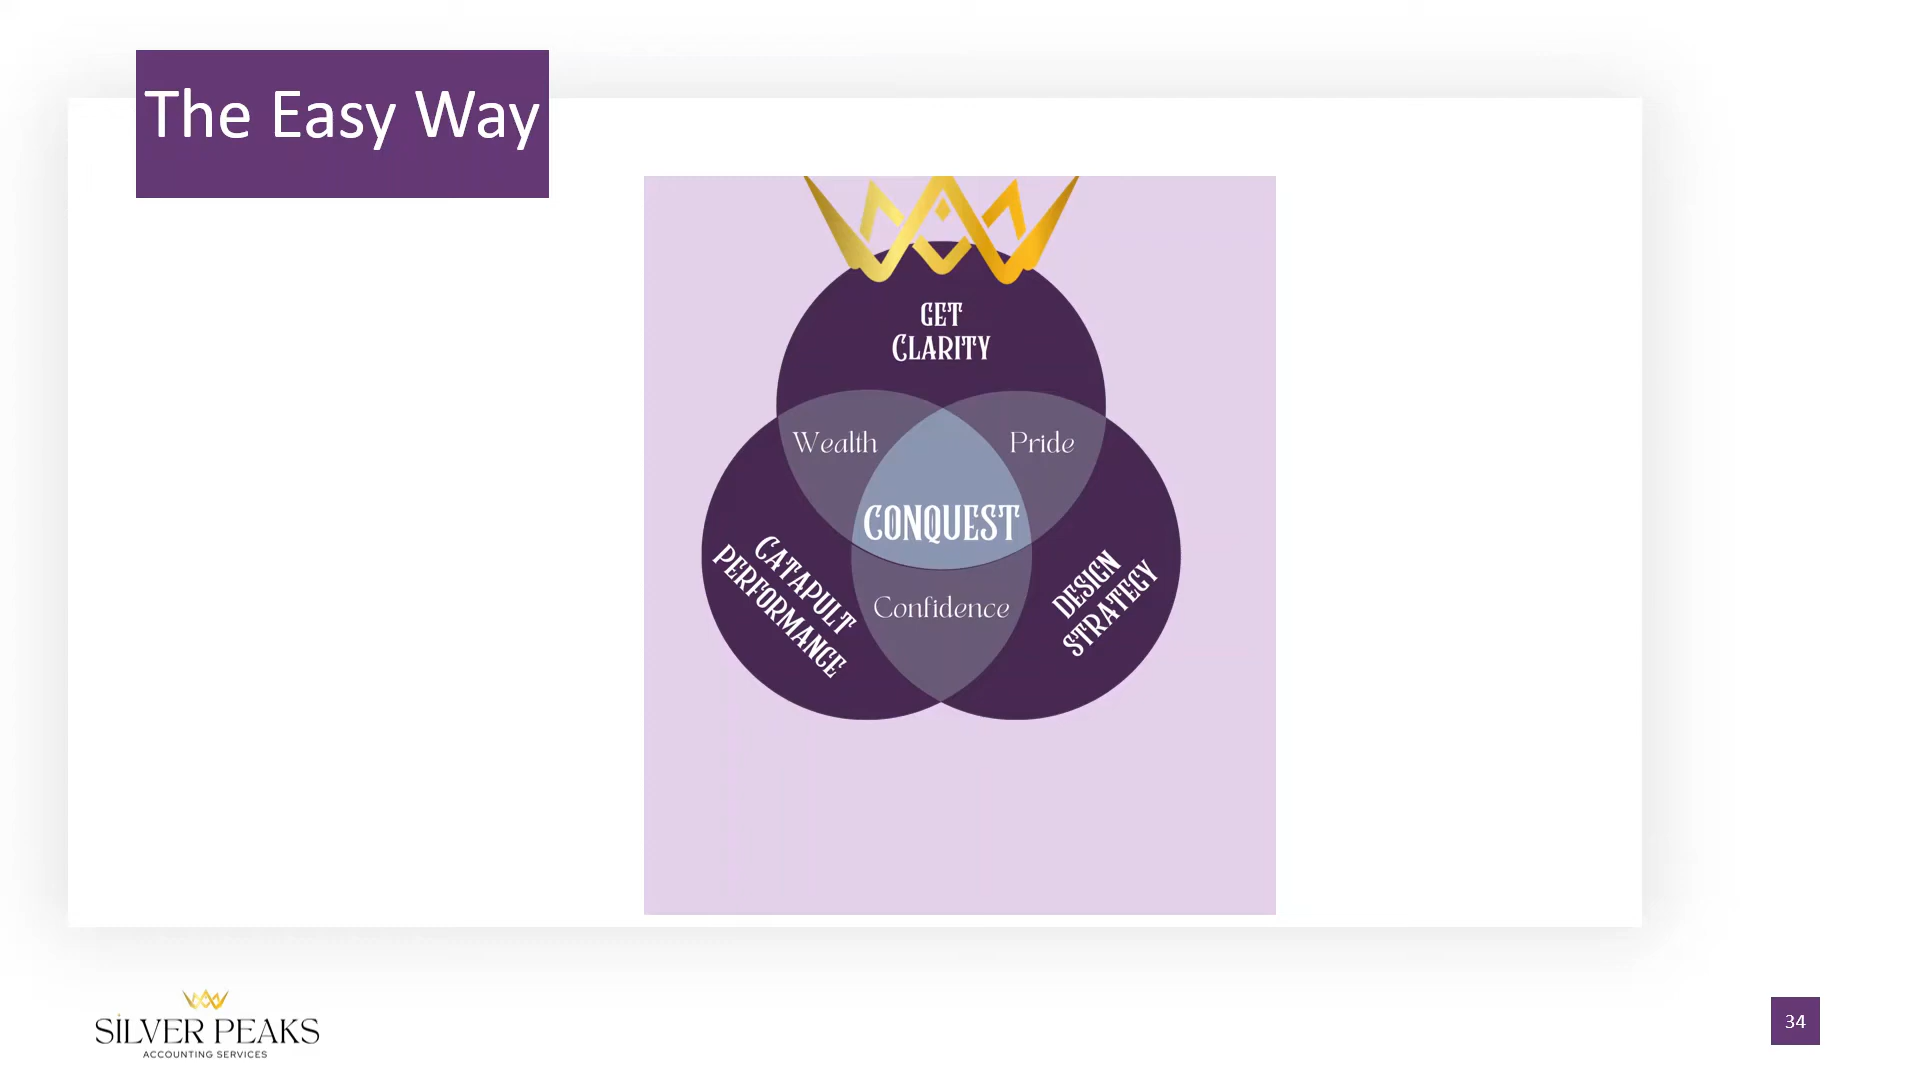 The Easy Way
GET
CLARITY
Wealth
Pride
CONQUEST
CATAPULT
PERFORMANCE
Confidence
DESIGN
STRATEGY
SILVER PEAKS
ACCOUNTING SERVICES
34